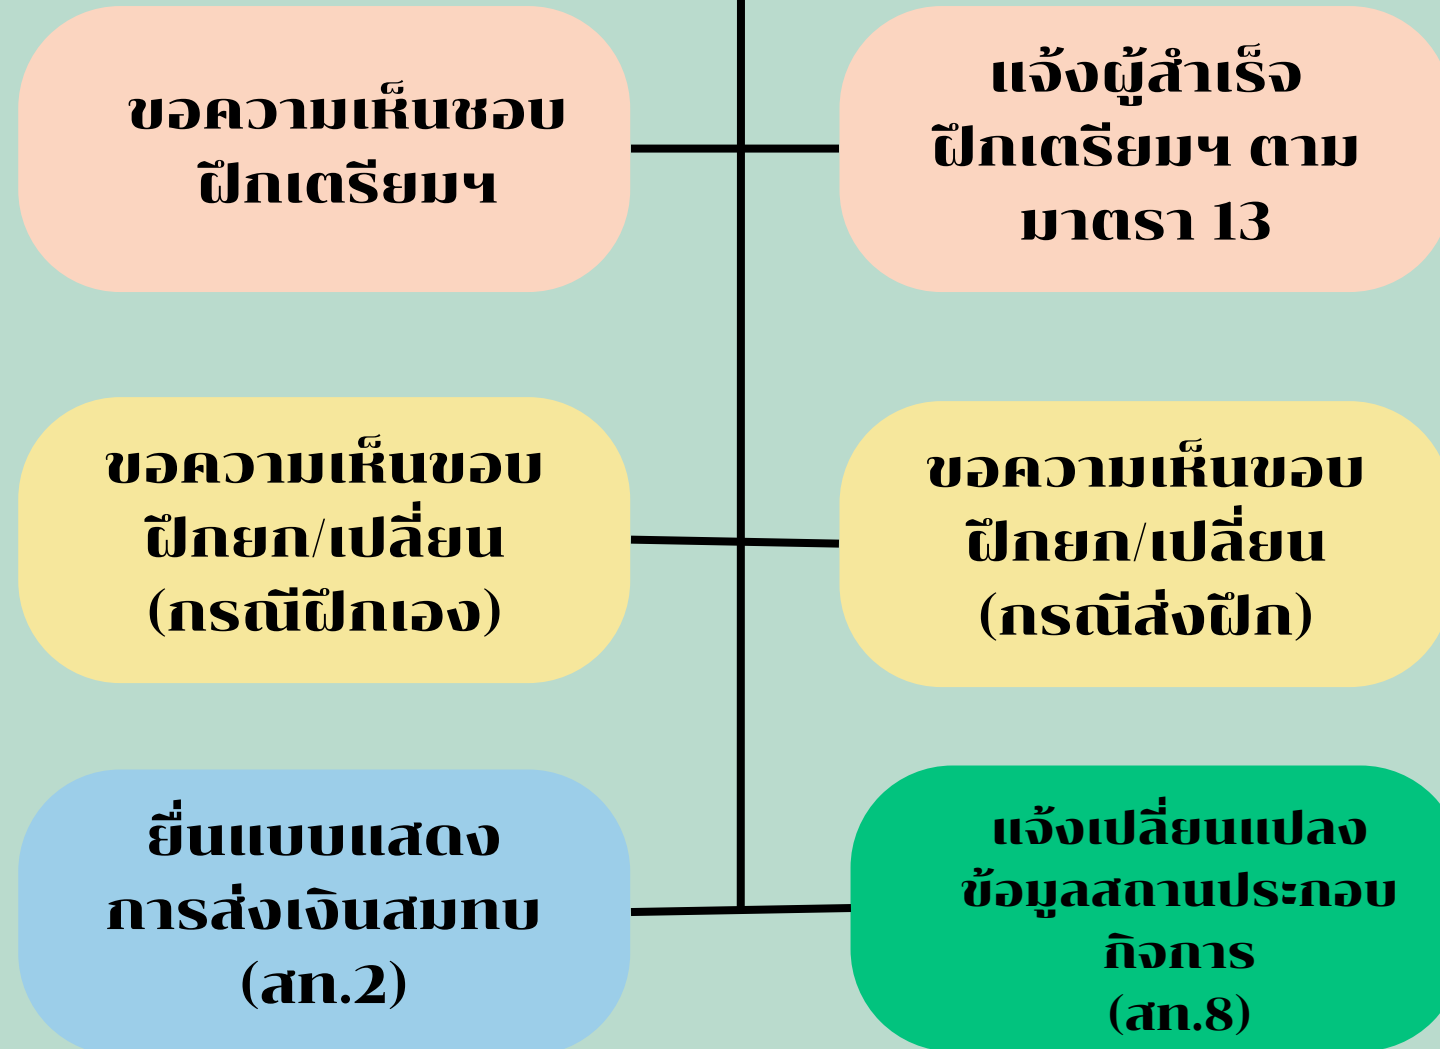 ขอความเห็นชอบ
ฝึกเตรียมฯ
แจ้งผู้สำเร็จ
ฝึกเตรียมฯ ตาม
มาตรา 13
ขอความเห็นขอบ
ฝึกยก/เปลี่ยน
(กรณีฝึกเอง)
ขอความเห็นขอบ
ฝึกยก/เปลี่ยน
(กรณีส่งฝึก)
ยื่นแบบแสดง
การส่งเงินสมทบ
(สท.2)
แจ้งเปลี่ยนแปลง
ข้อมูลสถานประกอบ
กิจการ
(สท.8)